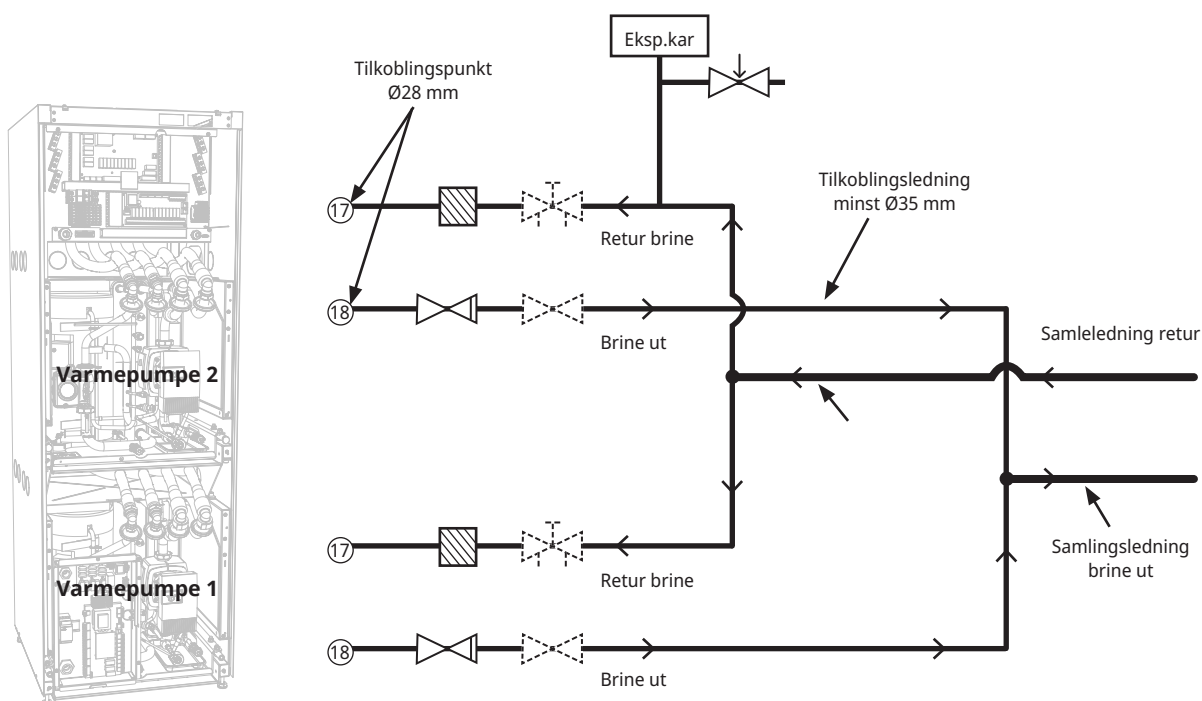 Eksp.kar
Tilkoblingspunkt
Ø28 mm
Tilkoblingsledning
minst Ø35 mm
17
Retur brine
18
Brine ut
Samleledning retur
Varmepumpe 2
17
Retur brine
Samlingsledning
brine ut
Varmepumpe 1
18
Brine ut